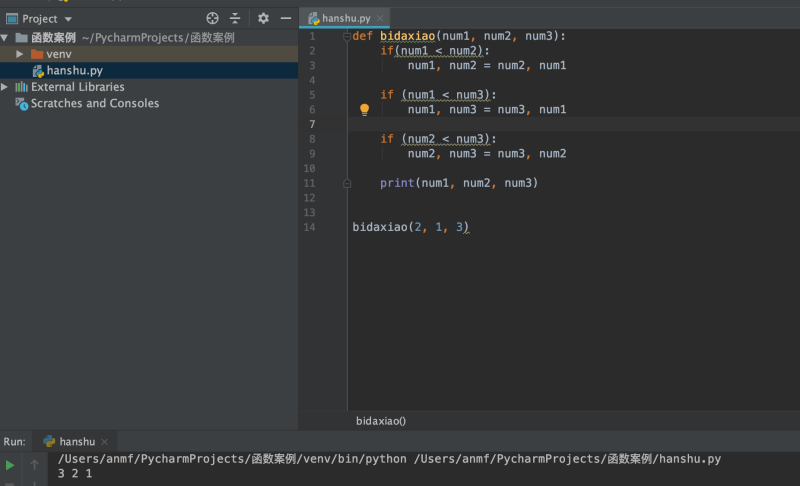 Project
函数案例 ~/PycharmProjects/函数案例
venv
hanshu.py
External Libraries
Scratches and Consoles
hanshu.py
1 def bidaxiao(num1, num2, num3):
2 if(num1 < num2):
3 num1, num2 = num2, num1
4
5 if (num1 < num3):
6 num1, num3 = num3, num1
7
8 if (num2 < num3):
9 num2, num3 = num3, num2
10
11 print(num1, num2, num3)
12
13
14 bidaxiao(2, 1, 3)
bidaxiao()
Run: hanshu
/Users/anmf/PycharmProjects/函数案例/venv/bin/python /Users/anmf/PycharmProjects/函数案例/hanshu.py
3 2 1